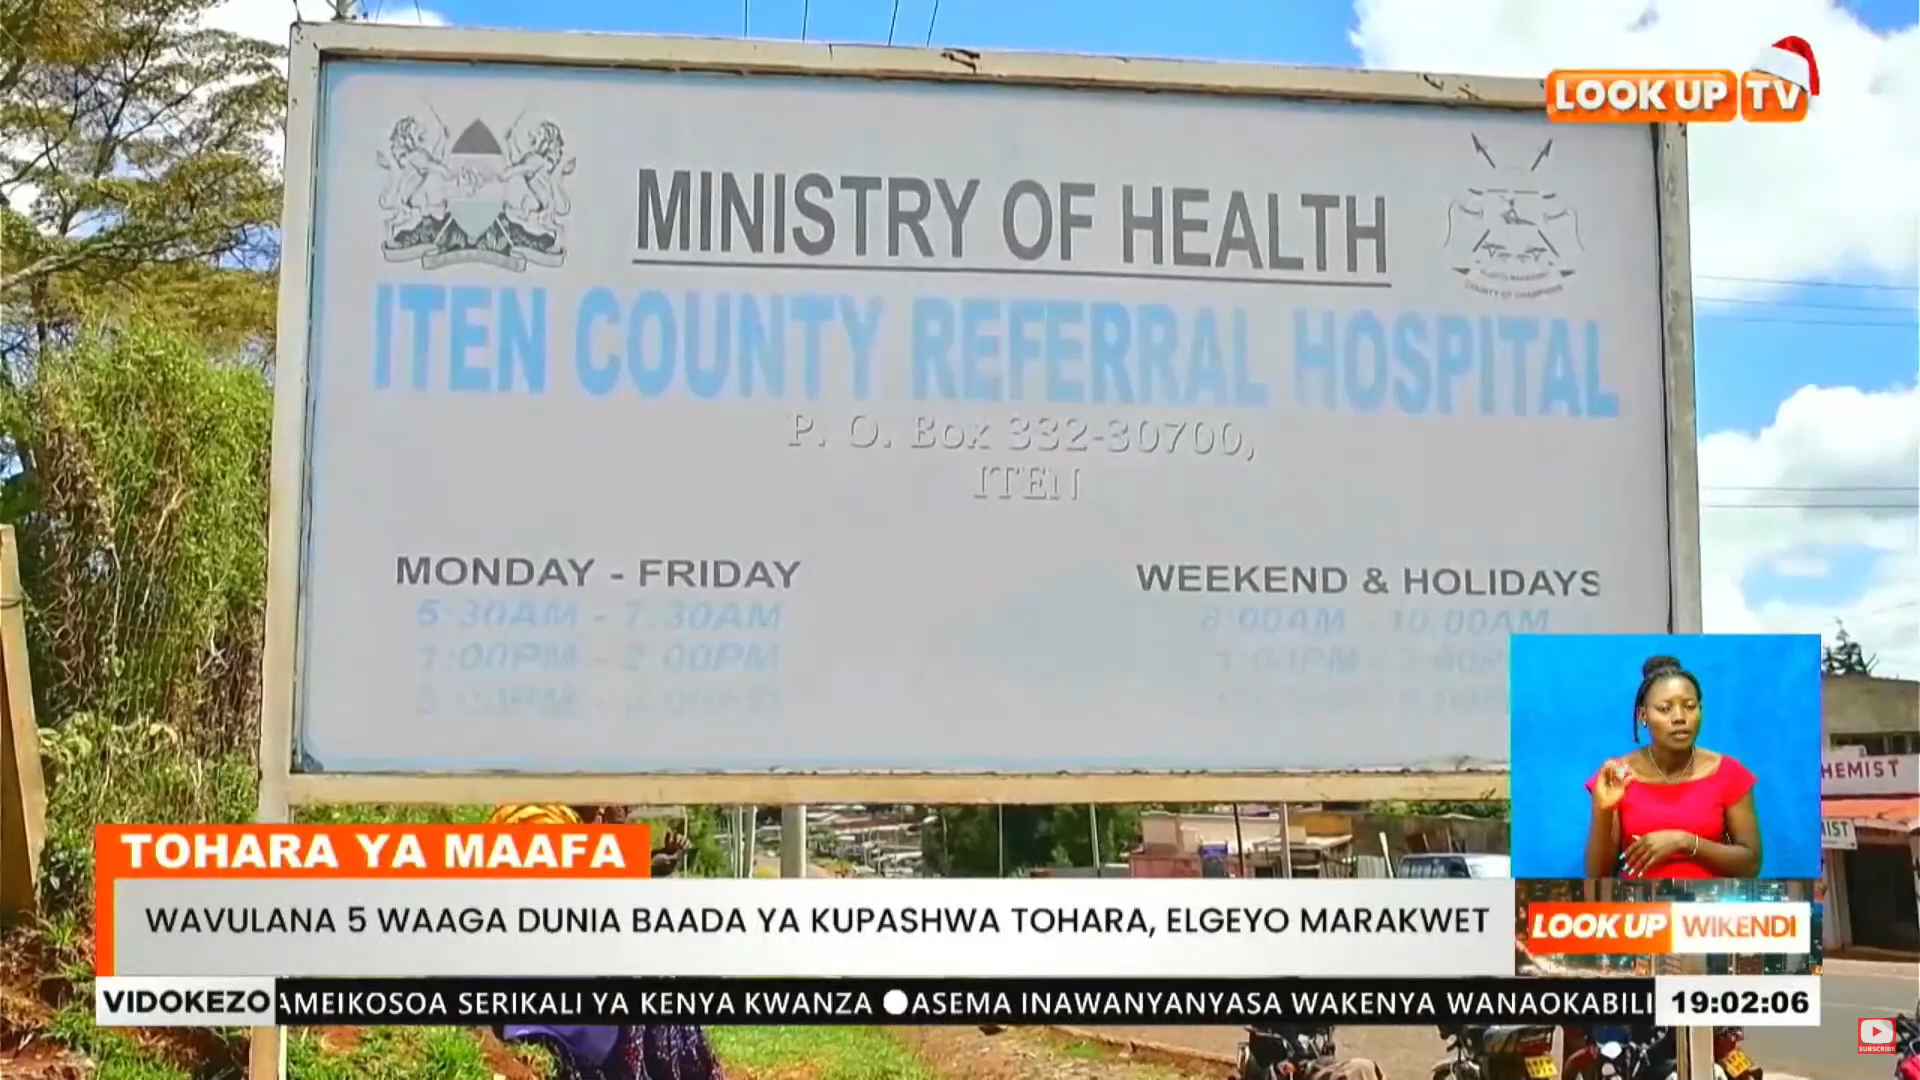 LOOK UP TV
MINISTRY OF HEALTH
ITEN COUNTY REFERRAL HOSPITAL
P. O. Box 332-30700,
ITEN
MONDAY - FRIDAY
WEEKEND & HOLIDAYS
6:30AM - 7:30AM
8:00AM - 10:00AM
1:00PM - 2:00PM
HEMIST
TOHARA YA MAAFA
WAVULANA 5 WAAGA DUNIA BAADA YA KUPASHWA TOHARA, ELGEYO MARAKWET
LOOK UP WIKENDI
VIDOKEZO AMEIKOSOA SERIKALI YA KENYA KWANZA ●ASEMA INAWANYANYASA WAKENYA WANAOKABILI 19:02:06
SUBSCRIBE